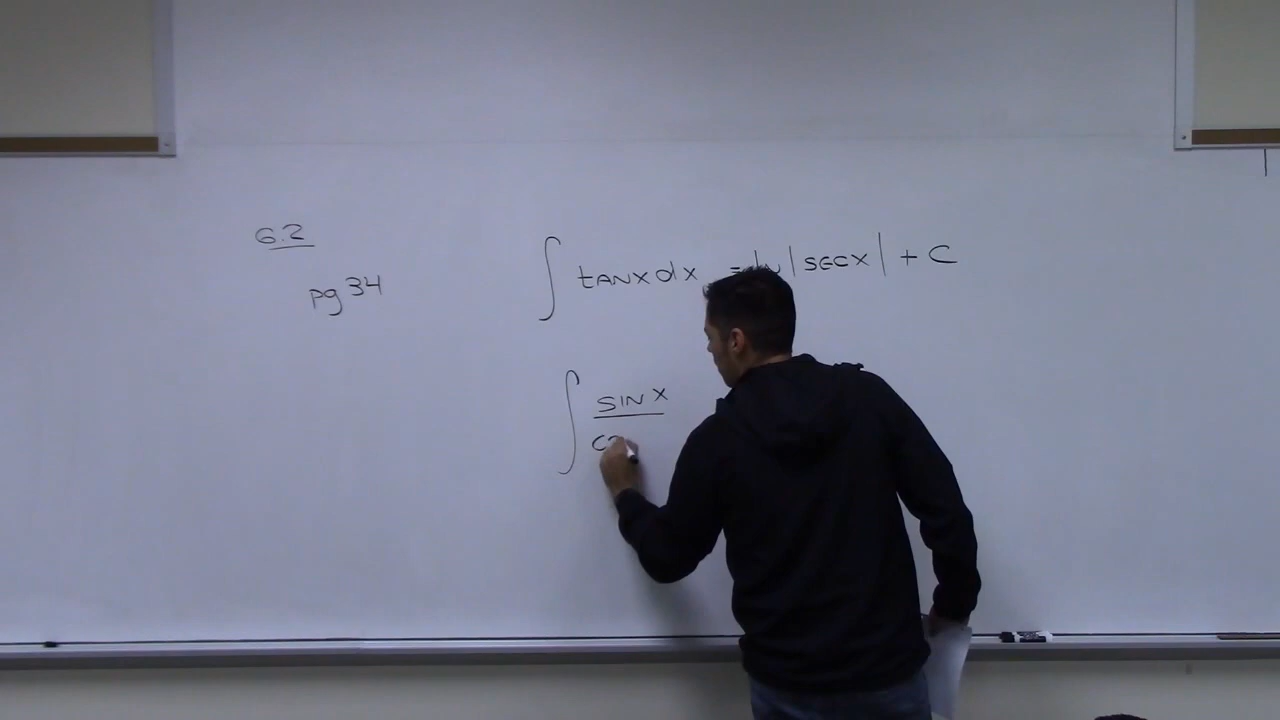 6.2
pg 34
∫ tanx dx = ln |secx| + C
∫ sin x